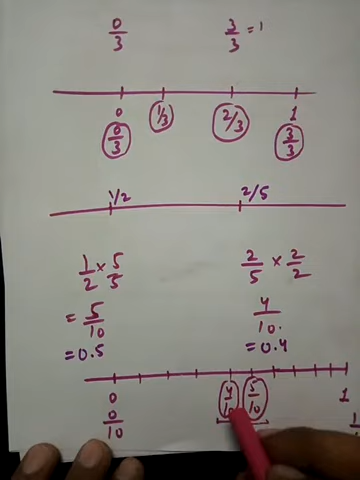 0/3 3/3 = 1
0 1/3 2/3 1
0/3 3/3
1/2 2/5
1/2 × 5/5 2/5 × 2/2
= 5/10 4/10.
= 0.5 = 0.4
0 4/10 5/10 1
0/10